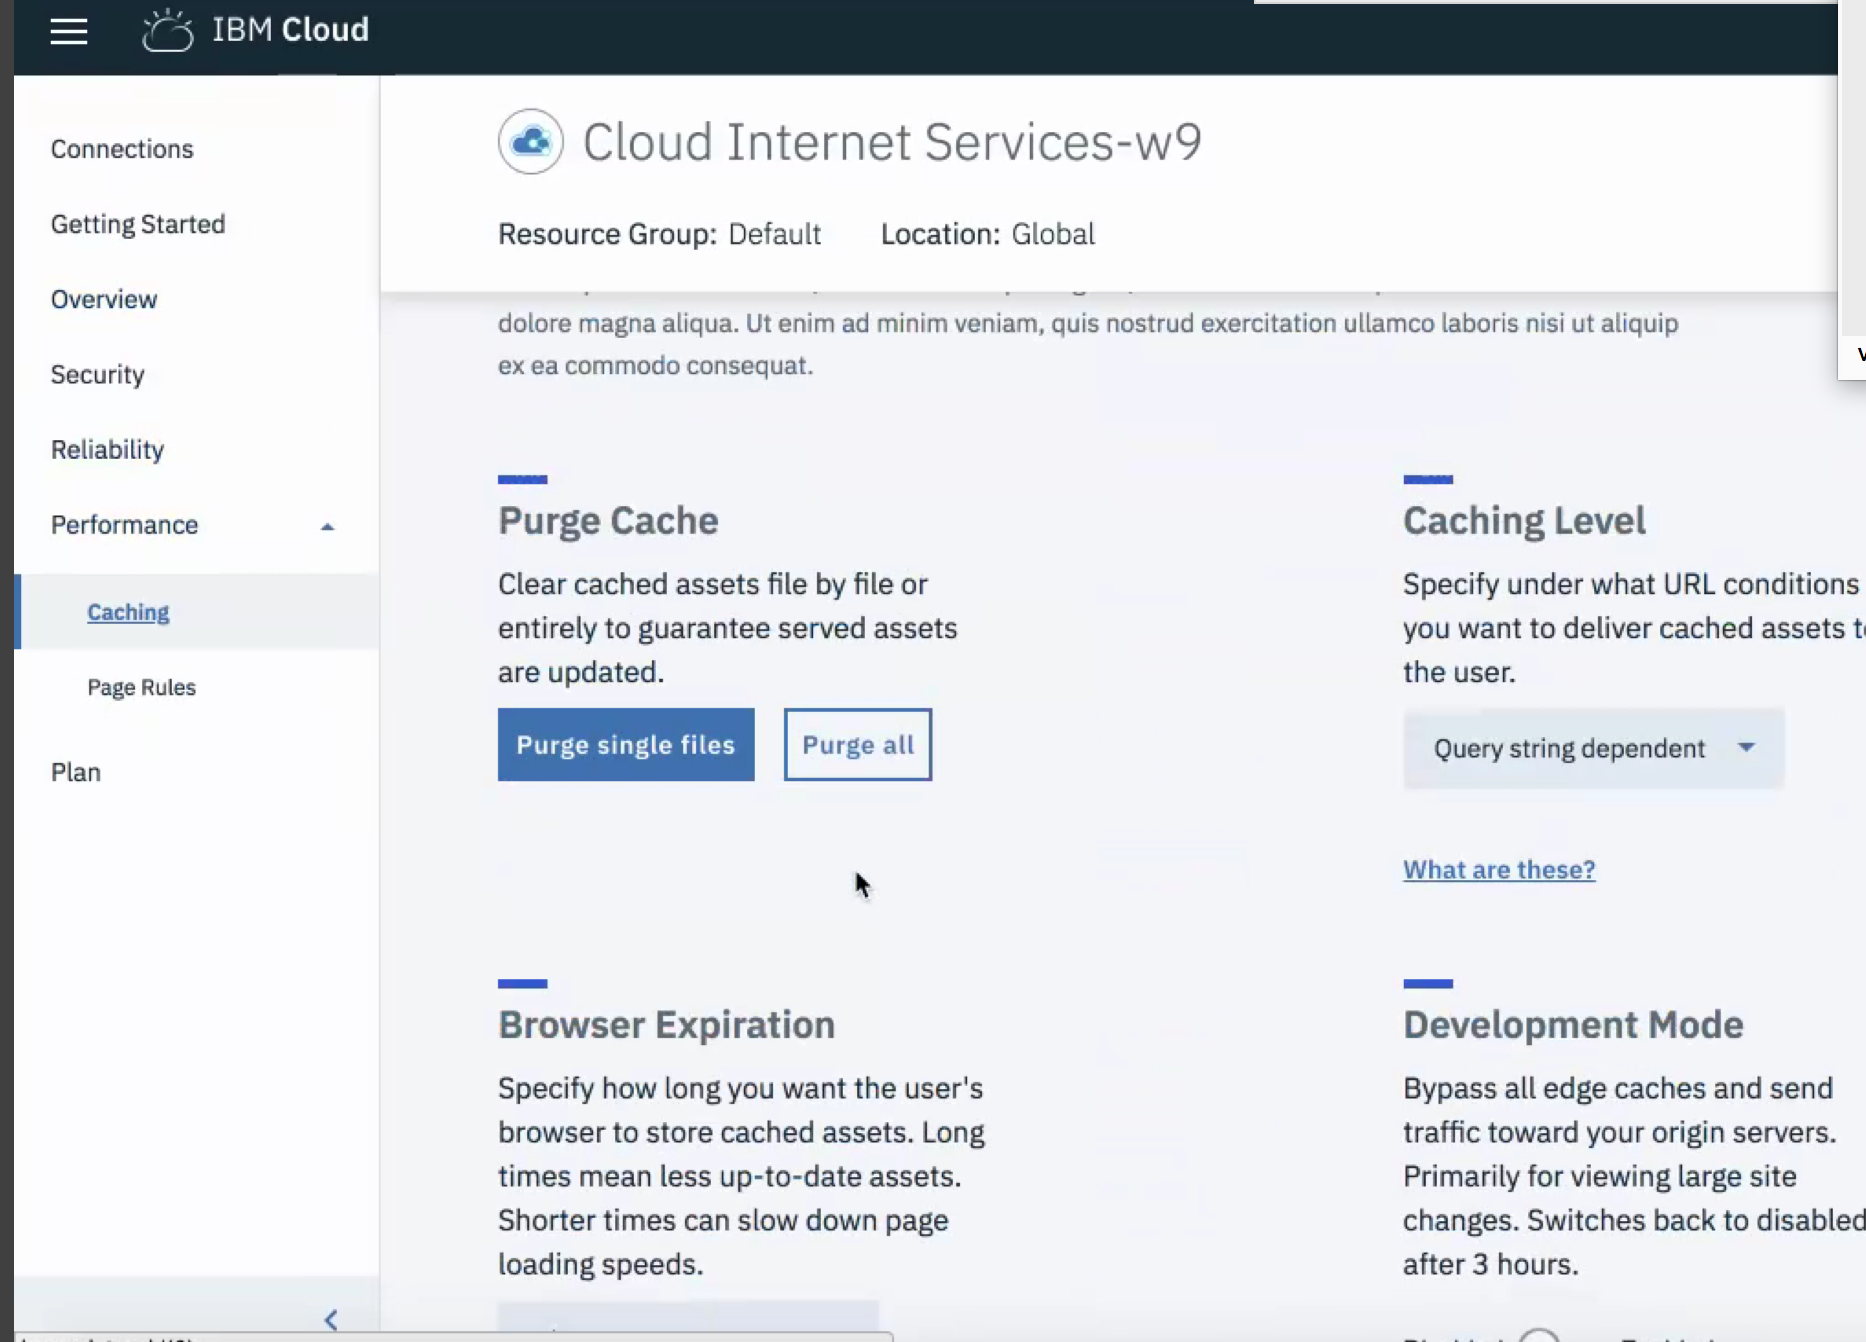 IBM Cloud
Connections
Getting Started
Overview
Security
Reliability
Performance
Caching
Page Rules
Plan
Cloud Internet Services-w9
Resource Group: Default Location: Global
dolore magna aliqua. Ut enim ad minim veniam, quis nostrud exercitation ullamco laboris nisi ut aliquip
ex ea commodo consequat.
Purge Cache
Clear cached assets file by file or
entirely to guarantee served assets
are updated.
Purge single files Purge all
Caching Level
Specify under what URL conditions
you want to deliver cached assets
the user.
Query string dependent
What are these?
Browser Expiration
Specify how long you want the user's
browser to store cached assets. Long
times mean less up-to-date assets.
Shorter times can slow down page
loading speeds.
Development Mode
Bypass all edge caches and send
traffic toward your origin servers.
Primarily for viewing large site
changes. Switches back to disabled
after 3 hours.